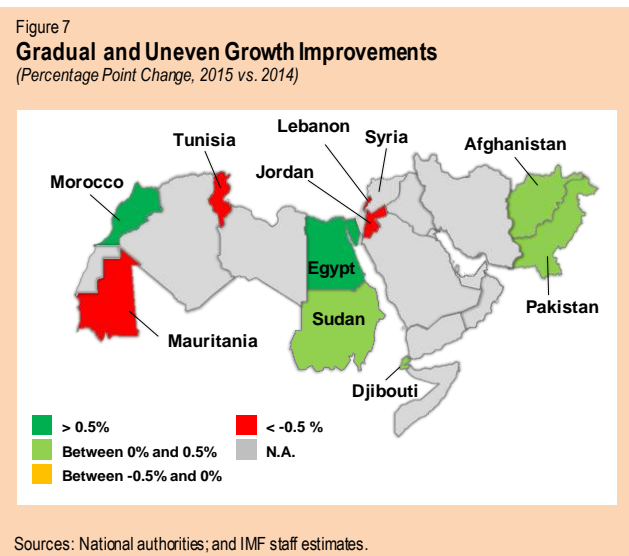 Figure 7
Gradual and Uneven Growth Improvements
(Percentage Point Change, 2015 vs. 2014)
Lebanon
Tunisia
Syria
Afghanistan
Jordan
Morocco
Egypt
Pakistan
Sudan
Mauritania
Djibouti
> 0.5%
< -0.5 %
Between 0% and 0.5%
N.A.
Between -0.5% and 0%
Sources: National authorities; and IMF staff estimates.